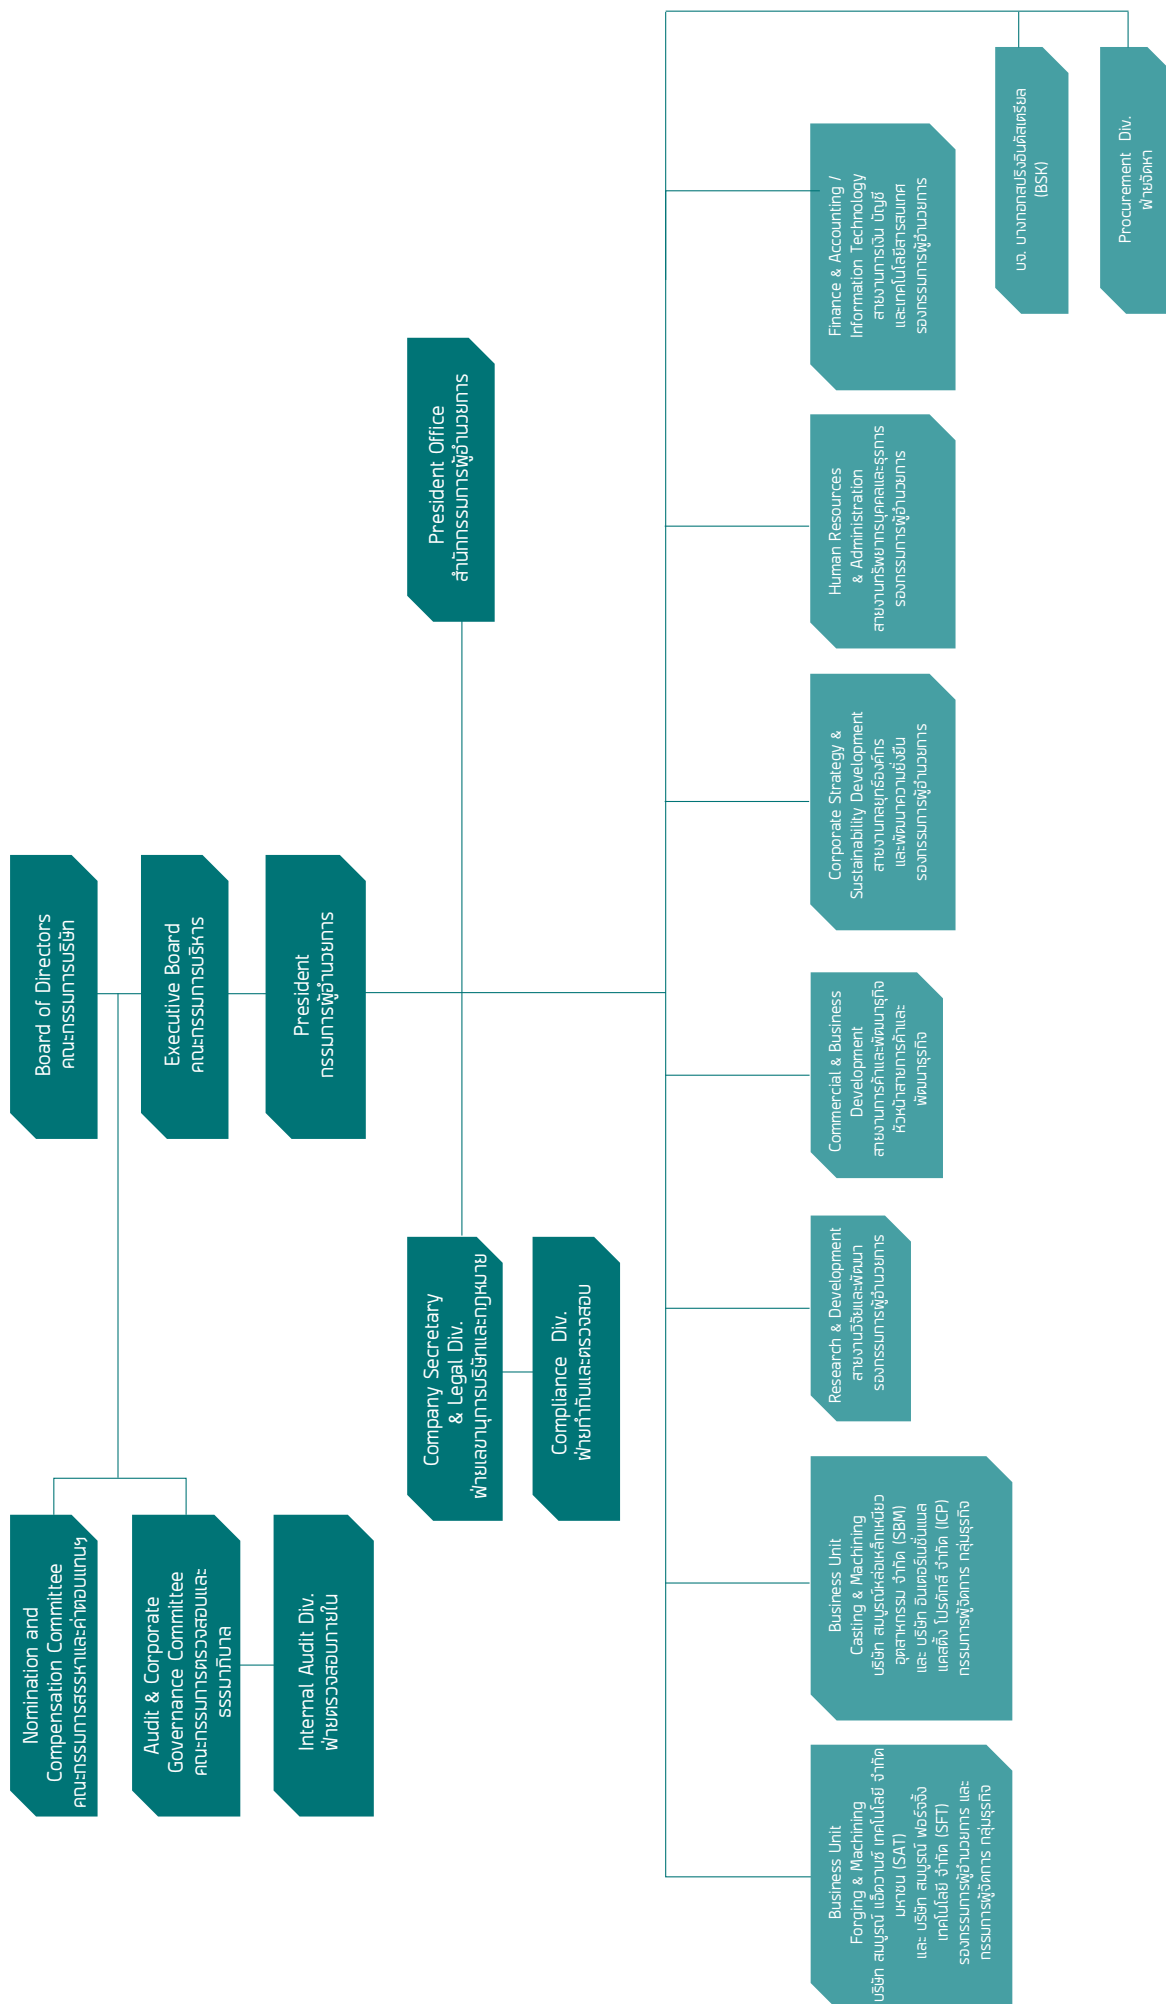 Board of Directors
คณะกรรมการบริษัท
Executive Board
คณะกรรมการบริหาร
President
กรรมการผู้อำนวยการ
Nomination and
Compensation Committee
คณะกรรมการสรรหาและค่าตอบแทนฯ
Audit & Corporate
Governance Committee
คณะกรรมการตรวจสอบและ
ธรรมาภิบาล
Internal Audit Div.
ฝ่ายตรวจสอบภายใน
President Office
สำนักกรรมการผู้อำนวยการ
Company Secretary
& Legal Div.
ฝ่ายเลขานุการบริษัทและกฎหมาย
Compliance Div.
ฝ่ายกำกับและตรวจสอบ
Business Unit
Forging & Machining
บริษัท สมบูรณ์ แอ็ดวานซ์ เทคโนโลยี จำกัด
มหาชน (SAT)
และ บริษัท สมบูรณ์ ฟอร์จจิ้ง
เทคโนโลยี จำกัด (SFT)
รองกรรมการผู้อำนวยการ และ
กรรมการผู้จัดการ กลุ่มธุรกิจ
Business Unit
Casting & Machining
บริษัท สมบูรณ์หล่อเหล็กเหนียว
อุตสาหกรรม จำกัด (SBM)
และ บริษัท อินเตอร์เนชั่นแนล
แคสติ้ง โปรดักส์ จำกัด (ICP)
กรรมการผู้จัดการ กลุ่มธุรกิจ
Research & Development
สายงานวิจัยและพัฒนา
รองกรรมการผู้อำนวยการ
Commercial & Business
Development
สายงานการค้าและพัฒนาธุรกิจ
หัวหน้าสายการค้าและ
พัฒนาธุรกิจ
Corporate Strategy &
Sustainability Development
สายงานกลยุทธ์องค์กร
และพัฒนาความยั่งยืน
รองกรรมการผู้อำนวยการ
Human Resources
& Administration
สายงานทรัพยากรบุคคลและธุรการ
รองกรรมการผู้อำนวยการ
Finance & Accounting /
Information Technology
สายงานการเงิน บัญชี
และเทคโนโลยีสารสนเทศ
รองกรรมการผู้อำนวยการ
บจ. บางกอกสปริงอินดัสเตรียล
(BSK)
Procurement Div.
ฝ่ายจัดหา